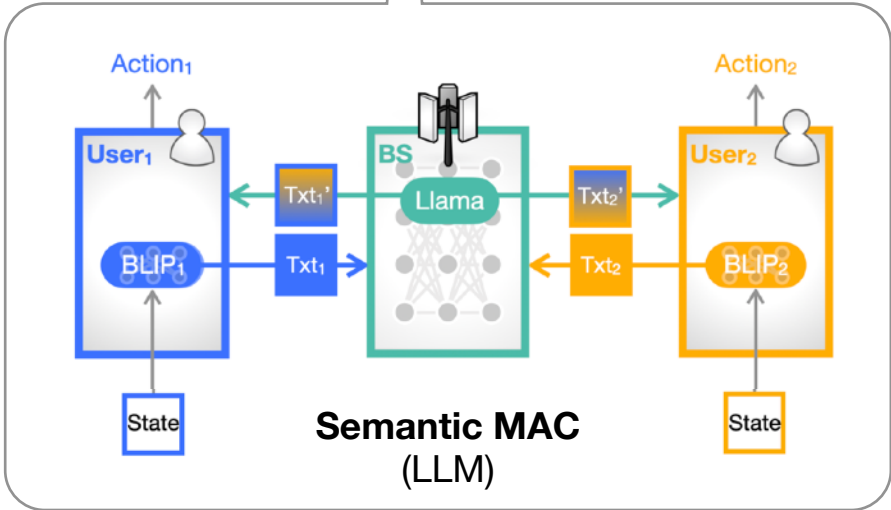 Action₁
Action₂
User₁
BS
User₂
Txt₁'
Llama
Txt₂'
BLIP₁
Txt₁
Txt₂
BLIP₂
State
State
Semantic MAC
(LLM)